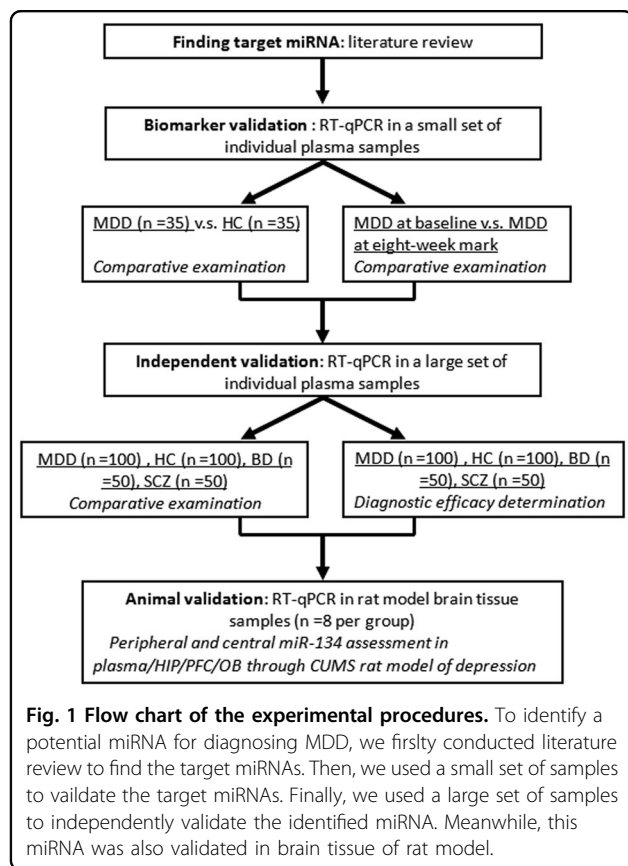 Finding target miRNA: literature review
Biomarker validation : RT-qPCR in a small set of
individual plasma samples
MDD (n =35) v.s. HC (n =35)
Comparative examination
MDD at baseline v.s. MDD
at eight-week mark
Comparative examination
Independent validation: RT-qPCR in a large set of
individual plasma samples
MDD (n =100) , HC (n =100), BD (n
=50), SCZ (n =50)
Comparative examination
MDD (n =100) , HC (n =100), BD (n
=50), SCZ (n =50)
Diagnostic efficacy determination
Animal validation: RT-qPCR in rat model brain tissue
samples (n =8 per group)
Peripheral and central miR-134 assessment in
plasma/HIP/PFC/OB through CUMS rat model of depression
Fig. 1 Flow chart of the experimental procedures. To identify a
potential miRNA for diagnosing MDD, we firslty conducted literature
review to find the target miRNAs. Then, we used a small set of samples
to vaildate the target miRNAs. Finally, we used a large set of samples
to independently validate the identified miRNA. Meanwhile, this
miRNA was also validated in brain tissue of rat model.